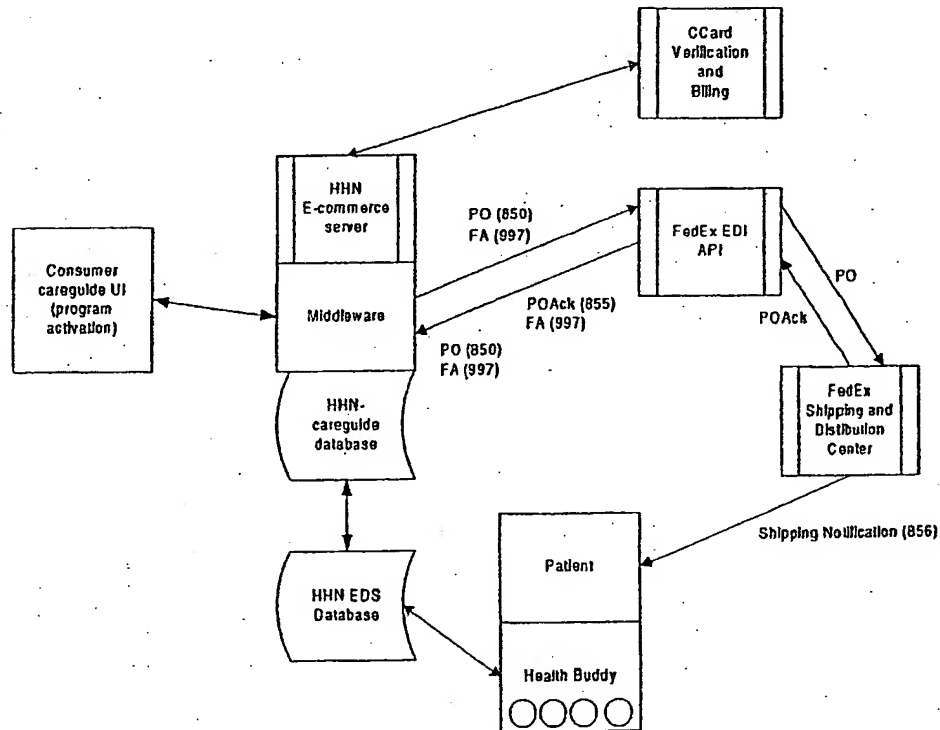 CCard
Verification
and
Billing
HHN
E-commerce
server
PO (850)
FA (997)
FedEx EDI
API
Consumer
careguide UI
(program
activation)
Middleware
PO
POAck (855)
FA (997)
POAck
PO (850)
FA (997)
FedEx
Shipping and
Distibution
Center
HHN-
careguide
database
Shipping Notification (856)
Patient
HHN EDS
Database
Health Buddy